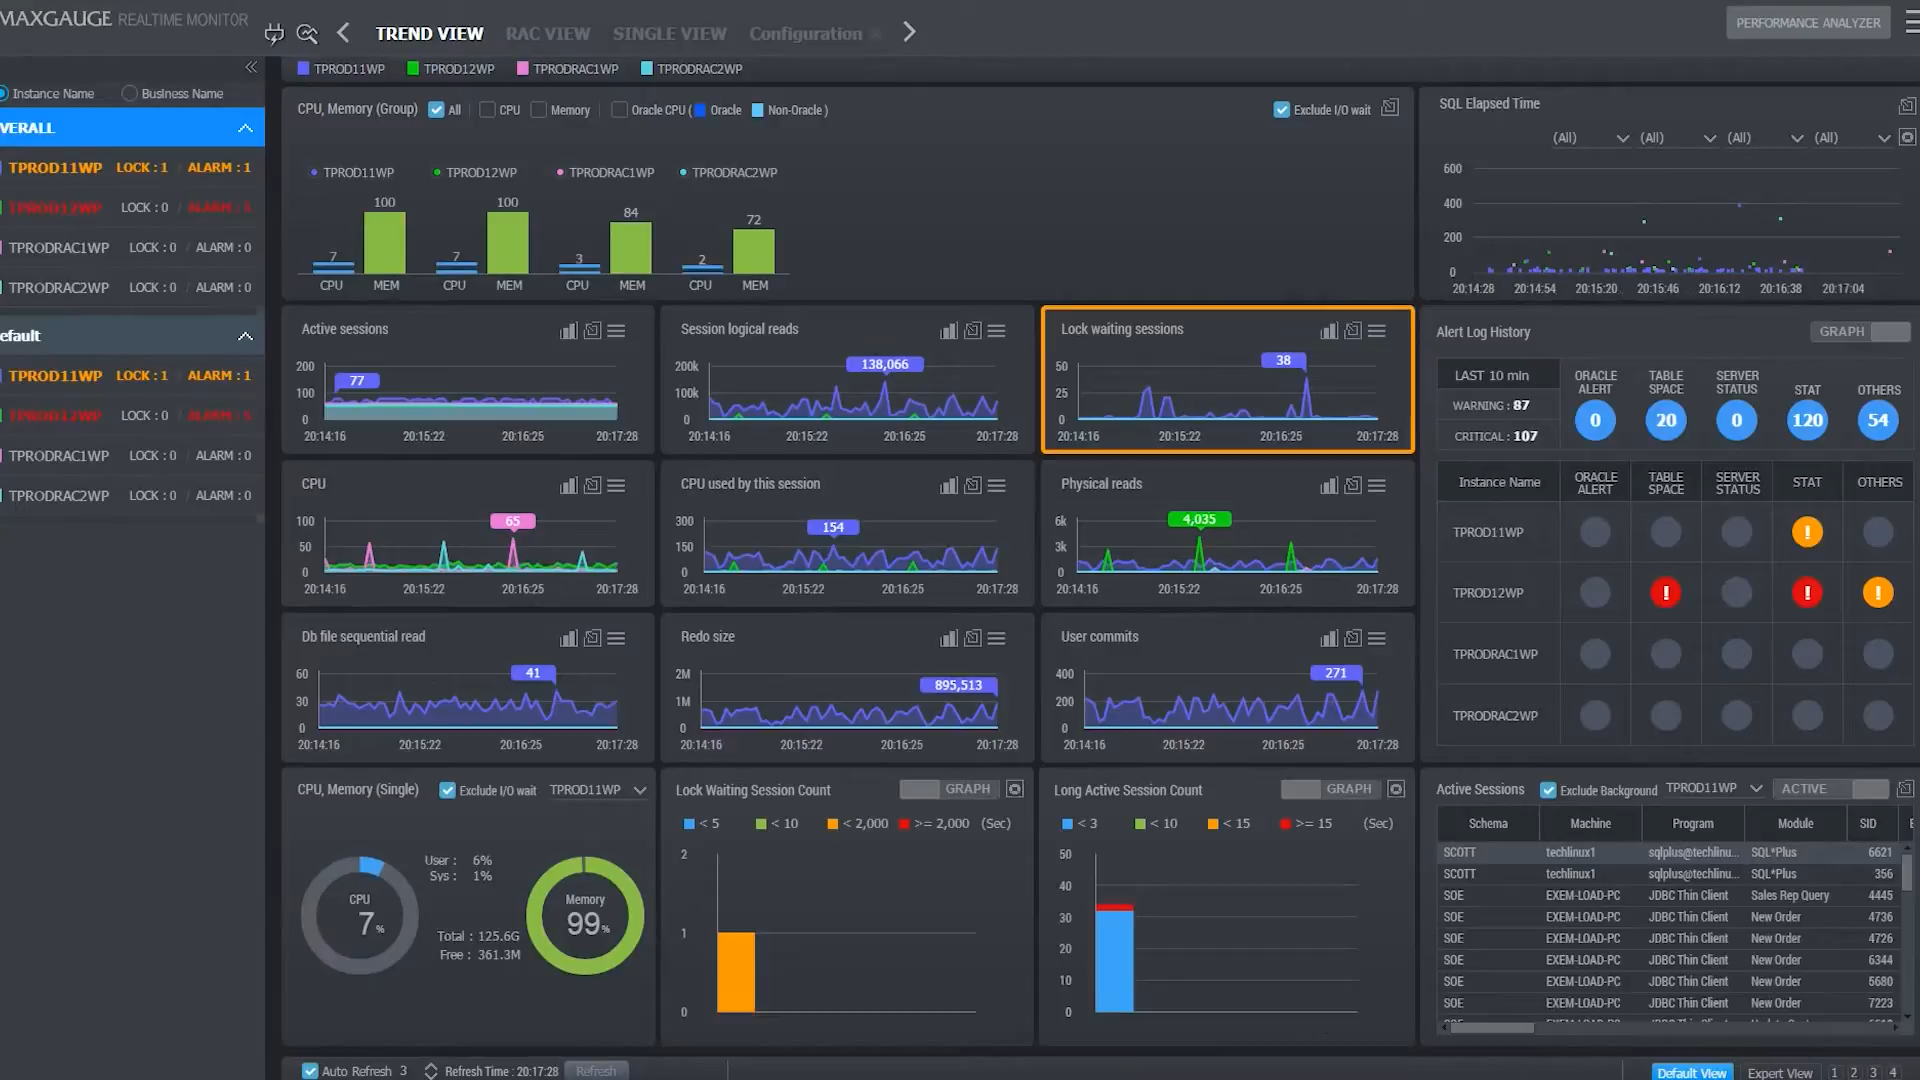 MAXGAUGE REALTIME MONITOR
TREND VIEW RAC VIEW SINGLE VIEW Configuration
PERFORMANCE ANALYZER
Instance Name Business Name
VERALL
TPROD11WP LOCK : 1 / ALARM : 1
TPROD12WP LOCK : 0 /
TPRODRAC1WP LOCK : 0 / ALARM : 0
TPRODRAC2WP LOCK : 0 / ALARM : 0
efault
TPROD11WP LOCK : 1 / ALARM : 1
TPROD12WP LOCK : 0 /
TPRODRAC1WP LOCK : 0 / ALARM : 0
TPRODRAC2WP LOCK : 0 / ALARM : 0
TPROD11WP TPROD12WP TPRODRAC1WP TPRODRAC2WP
CPU, Memory (Group) All CPU Memory Oracle CPU ( Oracle Non-Oracle ) Exclude I/O wait
TPROD11WP TPROD12WP TPRODRAC1WP TPRODRAC2WP
7 100 7 100 3 84 2 72
CPU MEM CPU MEM CPU MEM CPU MEM
SQL Elapsed Time
(All) (All) (All) (All)
600
400
200
0
20:14:28 20:14:54 20:15:20 20:15:46 20:16:12 20:16:38 20:17:04
Active sessions
200
100
0
77
20:14:16 20:15:22 20:16:25 20:17:28
Session logical reads
200k
100k
0
138,066
20:14:16 20:15:22 20:16:25 20:17:28
Lock waiting sessions
50
25
0
38
20:14:16 20:15:22 20:16:25 20:17:28
CPU
100
50
0
65
20:14:16 20:15:22 20:16:25 20:17:28
CPU used by this session
300
150
0
154
20:14:16 20:15:22 20:16:25 20:17:28
Physical reads
6k
3k
0
4,035
20:14:16 20:15:22 20:16:25 20:17:28
Db file sequential read
60
30
0
41
20:14:16 20:15:22 20:16:25 20:17:28
Redo size
2M
1M
0
895,513
20:14:16 20:15:22 20:16:25 20:17:28
User commits
400
200
0
271
20:14:16 20:15:22 20:16:25 20:17:28
Alert Log History GRAPH
LAST 10 min
WARNING : 87
CRITICAL : 107
ORACLE ALERT TABLE SPACE SERVER STATUS STAT OTHERS
0 20 0 120 54
Instance Name ORACLE ALERT TABLE SPACE SERVER STATUS STAT OTHERS
TPROD11WP !
TPROD12WP ! ! !
TPRODRAC1WP
TPRODRAC2WP
CPU, Memory (Single) Exclude I/O wait TPROD11WP
CPU
7 %
User : 6%
Sys : 1%
Total : 125.6G
Free : 361.3M
Memory
99 %
Lock Waiting Session Count GRAPH
< 5 < 10 < 2,000 >= 2,000 (Sec)
2
1
0
Long Active Session Count GRAPH
< 3 < 10 < 15 >= 15 (Sec)
50
40
30
20
10
0
Active Sessions Exclude Background TPROD11WP ACTIVE
Schema Machine Program Module SID E
SCOTT techlinux1 sqlplus@techlinu... SQL*Plus 6621
SCOTT techlinux1 sqlplus@techlinu... SQL*Plus 356
SOE EXEM-LOAD-PC JDBC Thin Client Sales Rep Query 4445
SOE EXEM-LOAD-PC JDBC Thin Client New Order 4736
SOE EXEM-LOAD-PC JDBC Thin Client New Order 4726
SOE EXEM-LOAD-PC JDBC Thin Client New Order 6344
SOE EXEM-LOAD-PC JDBC Thin Client New Order 5680
SOE EXEM-LOAD-PC JDBC Thin Client New Order 7223
Auto Refresh 3 Refresh Time : 20:17:28 Refresh
Default View Expert View 1 2 3 4